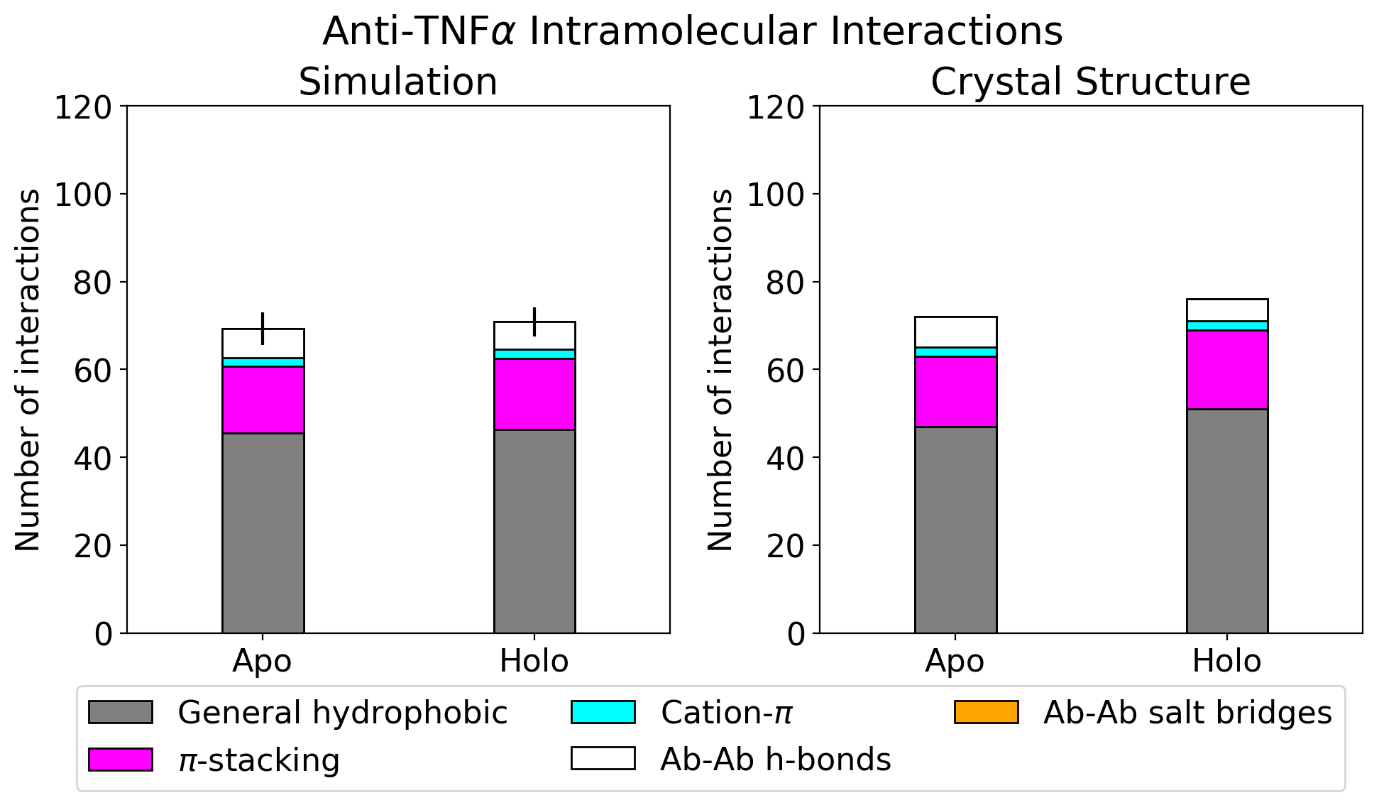 Anti-TNFα Intramolecular Interactions
Simulation
Crystal Structure
Number of interactions
120
100
80
60
40
20
0
Apo
Holo
Number of interactions
120
100
80
60
40
20
0
Apo
Holo
General hydrophobic
π-stacking
Cation-π
Ab-Ab h-bonds
Ab-Ab salt bridges